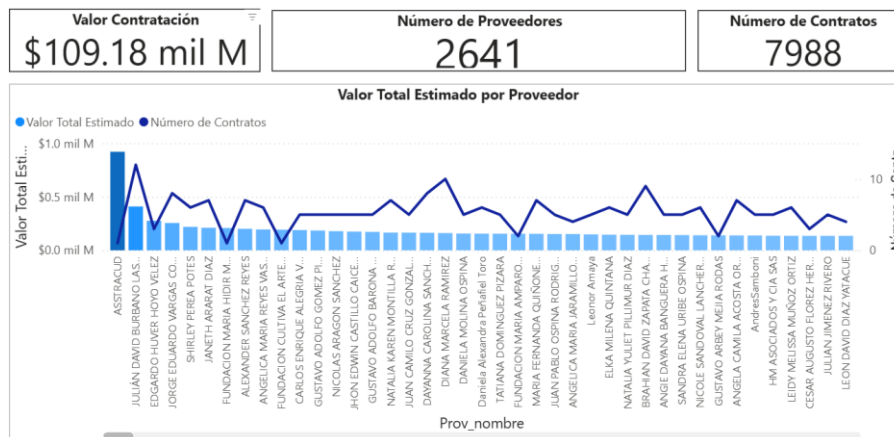 Valor Contratación
$109.18 mil M
Número de Proveedores
2641
Número de Contratos
7988
Valor Total Estimado por Proveedor
Valor Total Estimado
Número de Contratos
Valor Total Esti...
$1.0 mil M
$0.5 mil M
$0.0 mil M
10
0
ASSTRACUD
JULIÁN DAVID BURBANO LAS...
EDGARDO HUVER HOYO VELEZ
JORGE EDUARDO VARGAS CO...
SHIRLEY PEREA POTES
JANETH ARARAT DIAZ
FUNDACION MARIA HIDIR M...
ALEXANDER SANCHEZ REYES
ANGELICA MARIA REYES VAS...
FUNDACION CULTIVA EL ARTE...
CARLOS ENRIQUE ALEGRIA V...
GUSTAVO ADOLFO GOMEZ PI...
NICOLAS ARAGON SANCHEZ
JHON EDWIN CASTILLO CAICE...
GUSTAVO ADOLFO BARONA ...
NATALIA KAREN MONTILLA R...
JUAN CAMILO CRUZ GONZAL...
DAYANNA CAROLINA SANCH...
DIANA MARCELA RAMIREZ
DANIELA MOLINA OSPINA
Daniela Alexandra Peñafiel Toro
TATIANA DOMINGUEZ PIZARA
FUNDACION MARIA AMPARO...
MARIA FERNANDA QUIÑONE...
JUAN PABLO OSPINA RODRIG...
ANGELICA MARIA JARAMILLO...
Leonor Amaya
ELKA MILENA QUINTANA
NATALIA YULIET PILLIMUR DIAZ
BRAHIAN DAVID ZAPATA CHA...
ANGIE DAYANA BANGUERA H...
SANDRA ELENA URIBE OSPINA
NICOLE SANDOVAL LANCHER...
GUSTAVO ARBEY MEJIA RODAS
ANGELA CAMILA ACOSTA OR...
AndresSamboni
HM ASOCIADOS Y CIA SAS
LEIDY MELISSA MUÑOZ ORTIZ
CESAR AUGUSTO FLOREZ HER...
JULIAN JIMENEZ RIVERO
LEON DAVID DIAZ YATACUE
Prov_nombre